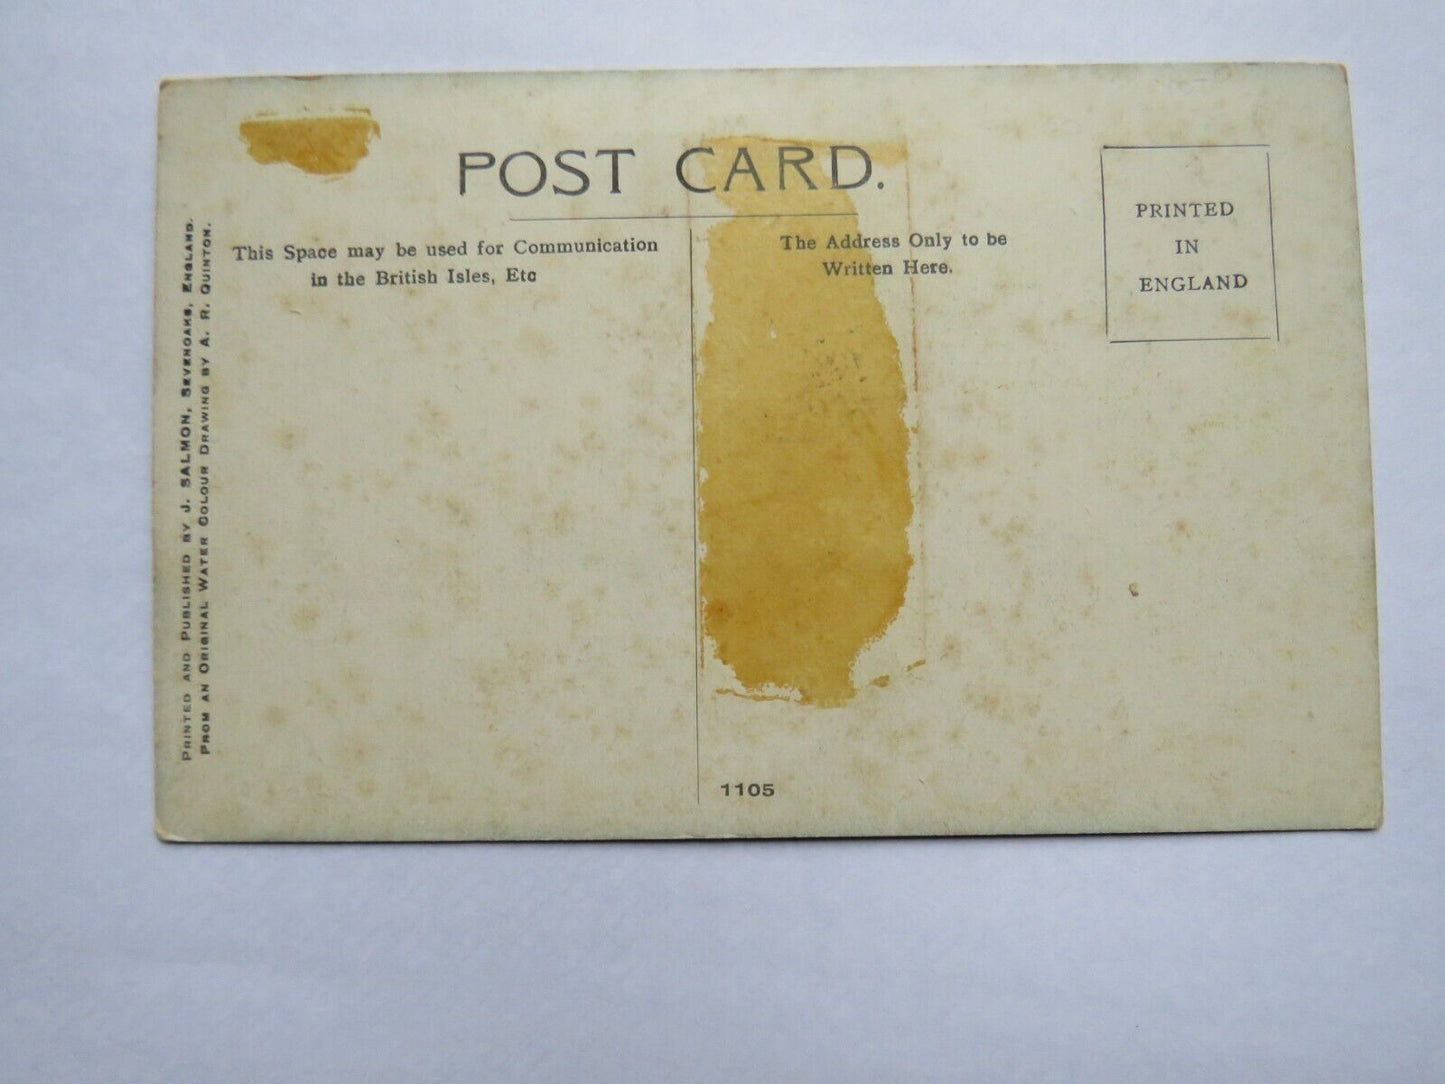 POST CARD.
This Space may be used for Communication
in the British Isles, Etc
The Address Only to be
Written Here.
PRINTED
IN
ENGLAND
PRINTED AND PUBLISHED BY J. SALMON, SEVENOAKS, ENGLAND.
FROM AN ORIGINAL WATER COLOUR DRAWING BY A. R. QUINTON.
1105